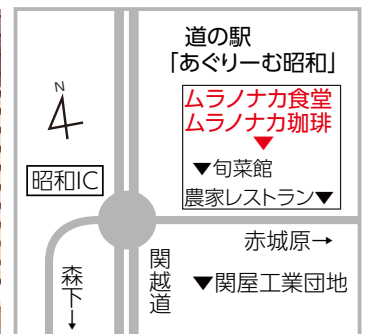 道の駅
「あぐりーむ昭和」
ムラノナカ食堂
ムラノナカ珈琲
▼
▼旬菜館
農家レストラン▼
N
昭和IC
赤城原→
関越道
▼関屋工業団地
森下→